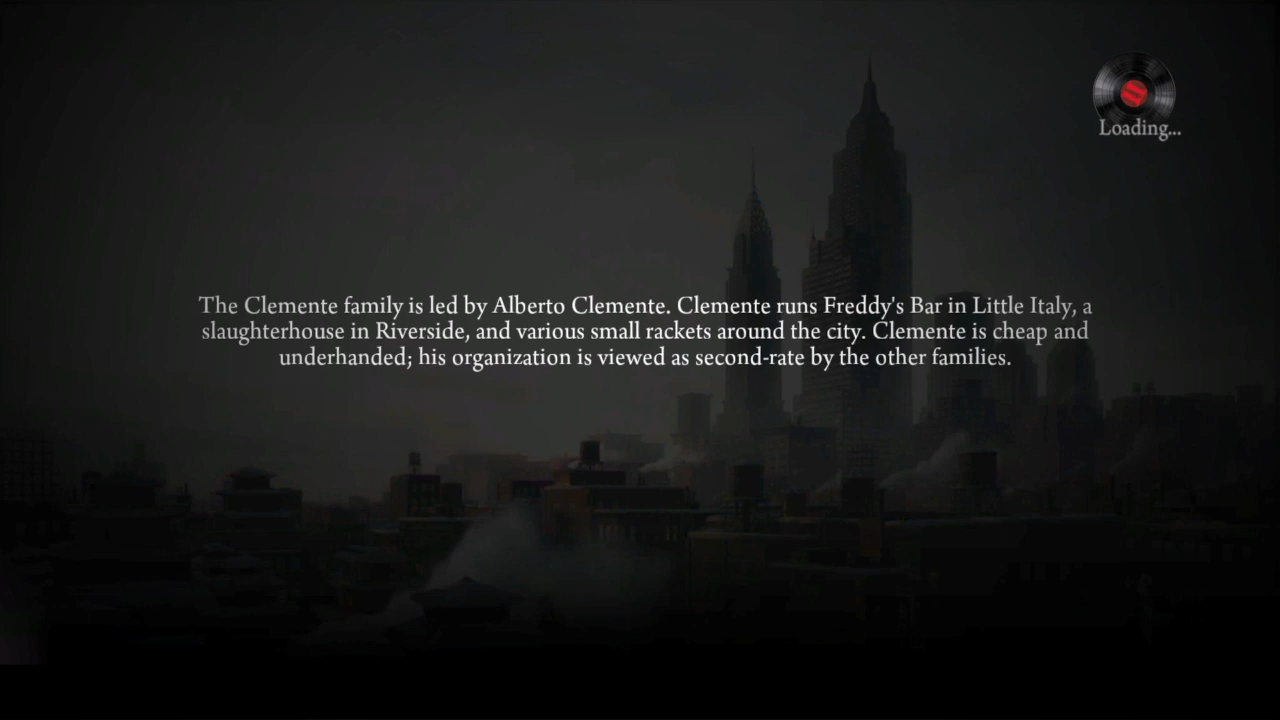 Loading...
The Clemente family is led by Alberto Clemente. Clemente runs Freddy's Bar in Little Italy, a
slaughterhouse in Riverside, and various small rackets around the city. Clemente is cheap and
underhanded; his organization is viewed as second-rate by the other families.